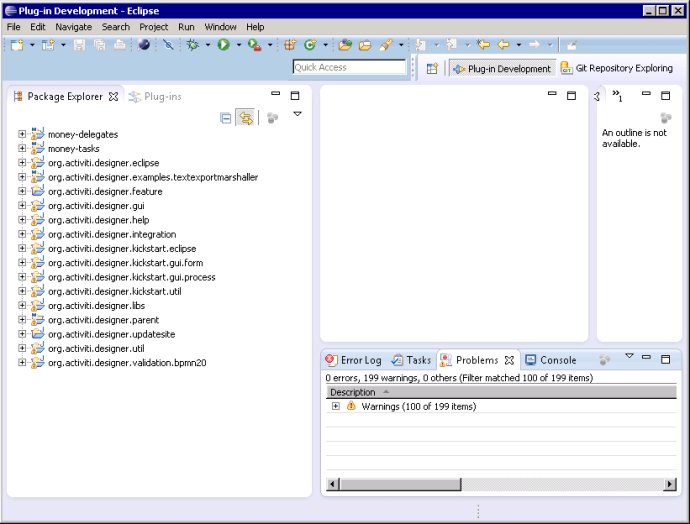 Plug-in Development - Eclipse
File Edit Navigate Search Project Run Window Help
Quick Access
Plug-in Development
Git Repository Exploring
Package Explorer
Plug-ins
money-delegates
money-tasks
org.activiti.designer.eclipse
org.activiti.designer.examples.textexportmarshaller
org.activiti.designer.feature
org.activiti.designer.gui
org.activiti.designer.help
org.activiti.designer.integration
org.activiti.designer.kickstart.eclipse
org.activiti.designer.kickstart.gui.form
org.activiti.designer.kickstart.gui.process
org.activiti.designer.kickstart.util
org.activiti.designer.libs
org.activiti.designer.parent
org.activiti.designer.updatesite
org.activiti.designer.util
org.activiti.designer.validation.bpmn20
»1
An outline is not
available.
Error Log Tasks Problems Console
0 errors, 199 warnings, 0 others (Filter matched 100 of 199 items)
Description
Warnings (100 of 199 items)